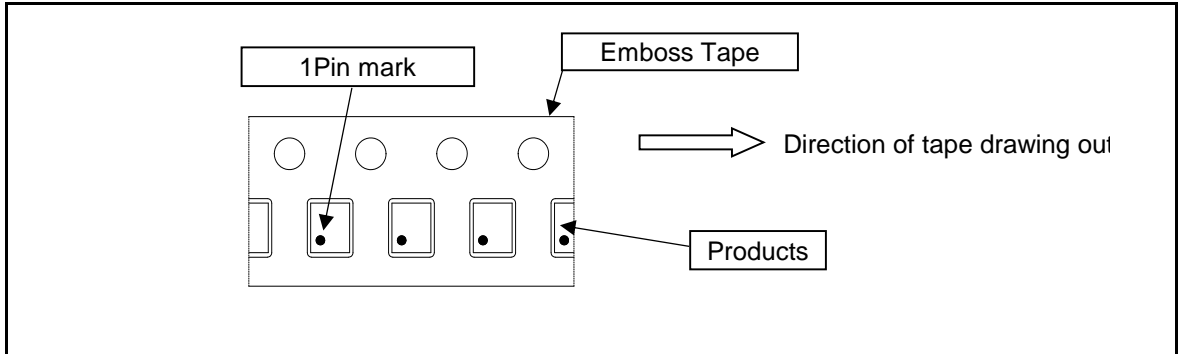 Emboss Tape
1Pin mark
Direction of tape drawing out
Products